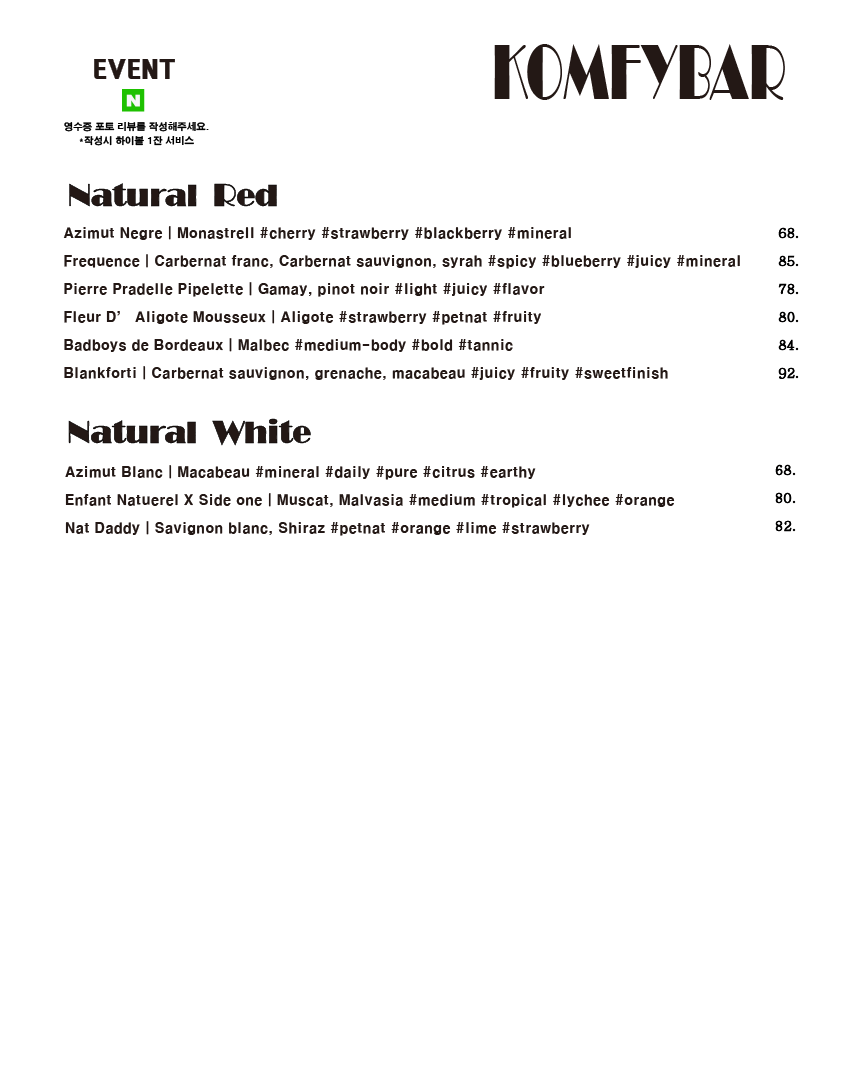 EVENT
N
영수증 포토 리뷰를 작성해주세요.
*작성시 하이볼 1잔 서비스
KOMFYBAR
Natural Red
Azimut Negre | Monastrell #cherry #strawberry #blackberry #mineral 68.
Frequence | Carbernat franc, Carbernat sauvignon, syrah #spicy #blueberry #juicy #mineral 85.
Pierre Pradelle Pipelette | Gamay, pinot noir #light #juicy #flavor 78.
Fleur D’ Aligote Mousseux | Aligote #strawberry #petnat #fruity 80.
Badboys de Bordeaux | Malbec #medium-body #bold #tannic 84.
Blankforti | Carbernat sauvignon, grenache, macabeau #juicy #fruity #sweetfinish 92.
Natural White
Azimut Blanc | Macabeau #mineral #daily #pure #citrus #earthy 68.
Enfant Natuerel X Side one | Muscat, Malvasia #medium #tropical #lychee #orange 80.
Nat Daddy | Savignon blanc, Shiraz #petnat #orange #lime #strawberry 82.